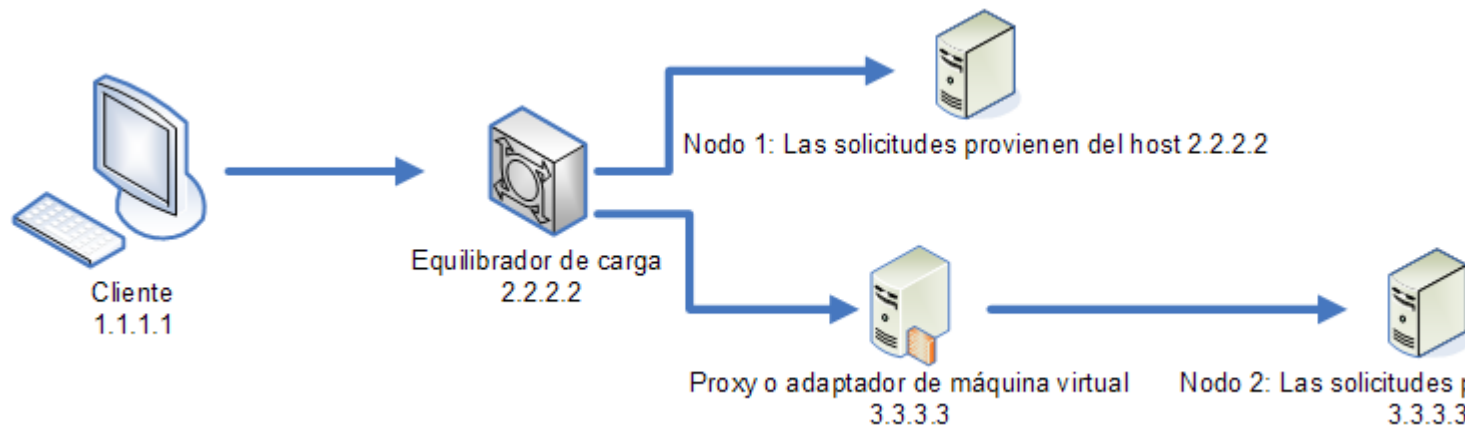 Nodo 1: Las solicitudes provienen del host 2.2.2.2
Equilibrador de carga
2.2.2.2
Cliente
1.1.1.1
Proxy o adaptador de máquina virtual
3.3.3.3
Nodo 2: Las solicitudes
3.3.3.3